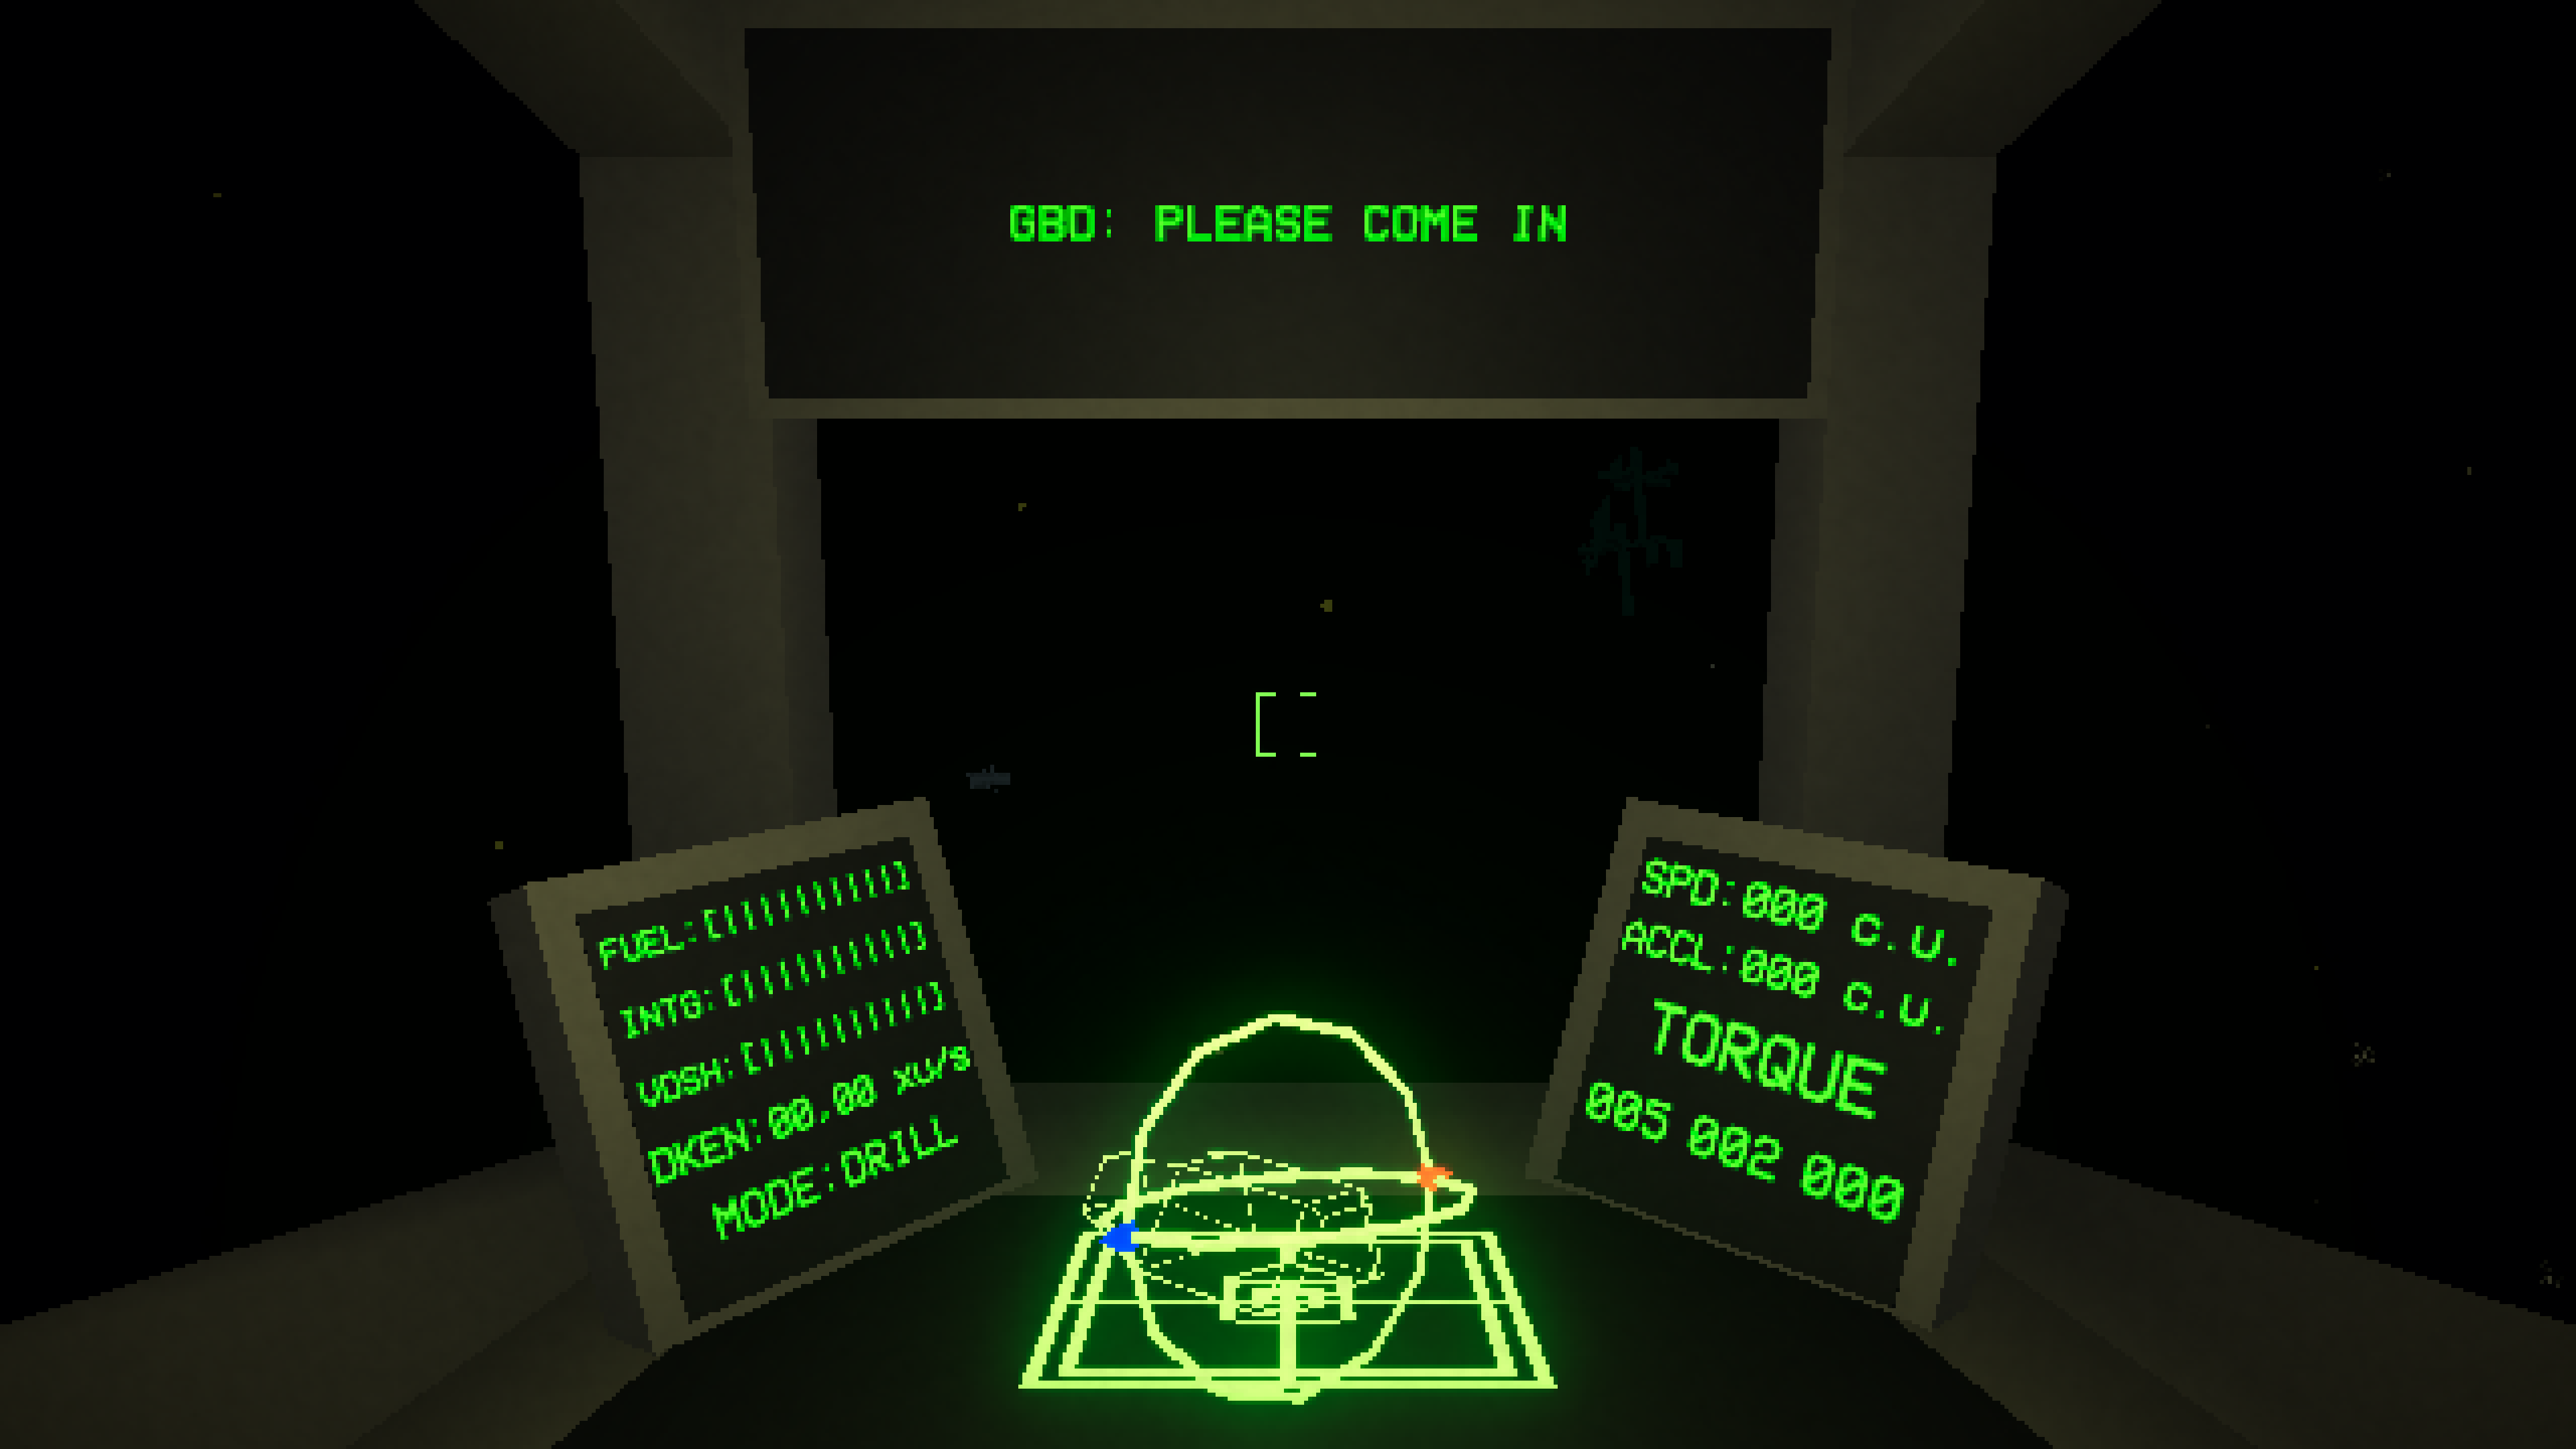 GBD: PLEASE COME IN
FUEL:[||||||||||||]
INTG:[||||||||||||]
VDSH:[||||||||||||]
DKEN:00.00 xU/s
MODE:DRILL
SPD:000 c.U.
ACCL:000 c.U.
TORQUE
005 002 000